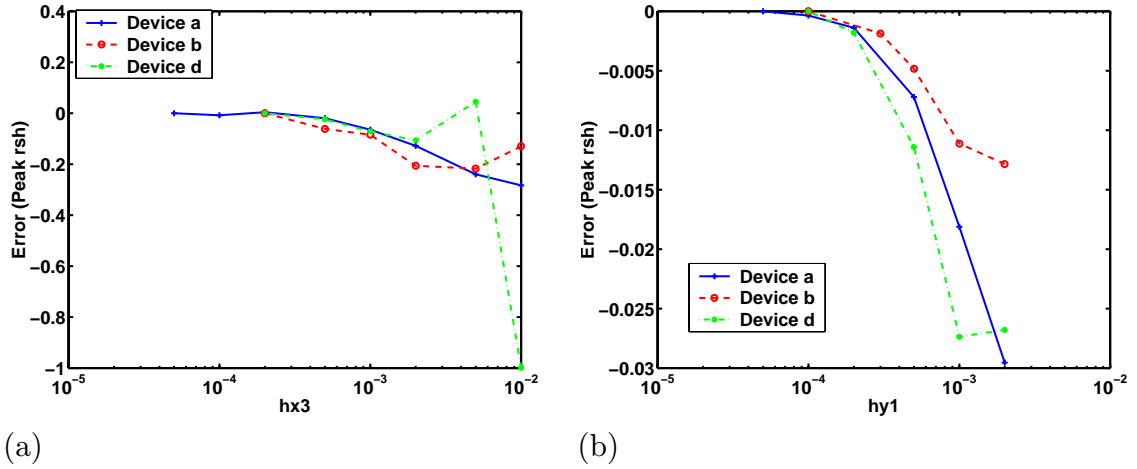 0.4
0.2
0
−0.2
−0.4
−0.6
−0.8
−1
Error (Peak rsh)
Device a
Device b
Device d
10⁻⁵
10⁻⁴
10⁻³
10⁻²
hx3
(a)
0
−0.005
−0.01
−0.015
−0.02
−0.025
−0.03
Error (Peak rsh)
Device a
Device b
Device d
10⁻⁵
10⁻⁴
10⁻³
10⁻²
hy1
(b)